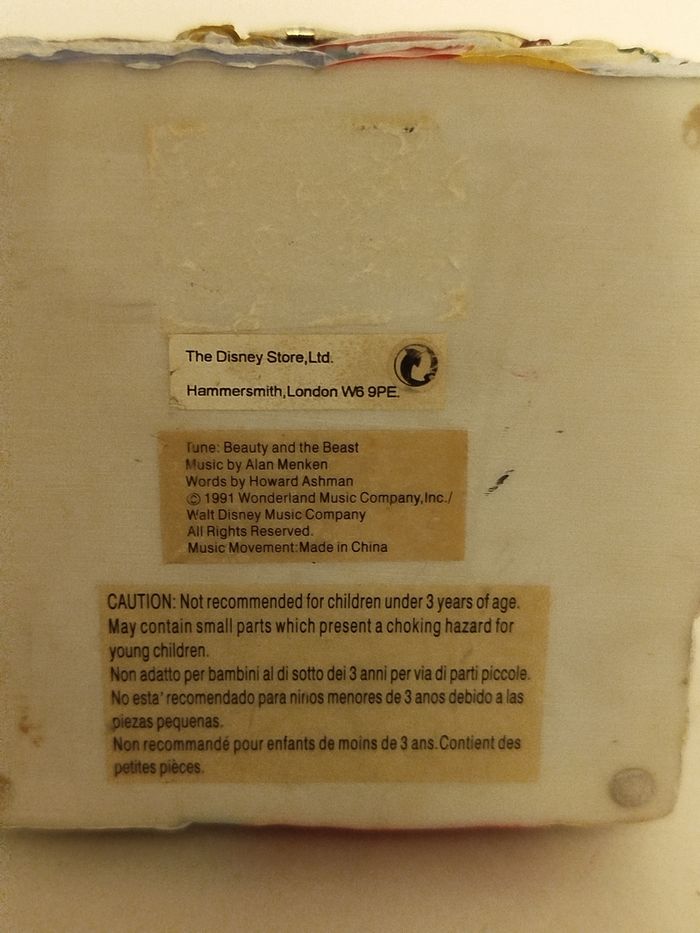 The Disney Store,Ltd.
Hammersmith,London W6 9PE.
Tune: Beauty and the Beast
Music by Alan Menken
Words by Howard Ashman
© 1991 Wonderland Music Company,Inc./
Walt Disney Music Company
All Rights Reserved.
Music Movement:Made in China
CAUTION: Not recommended for children under 3 years of age.
May contain small parts which present a choking hazard for
young children.
Non adatto per bambini al di sotto dei 3 anni per via di parti piccole.
No esta' recomendado para niños menores de 3 anos debido a las
piezas pequenas.
Non recommandé pour enfants de moins de 3 ans.Contient des
petites pièces.